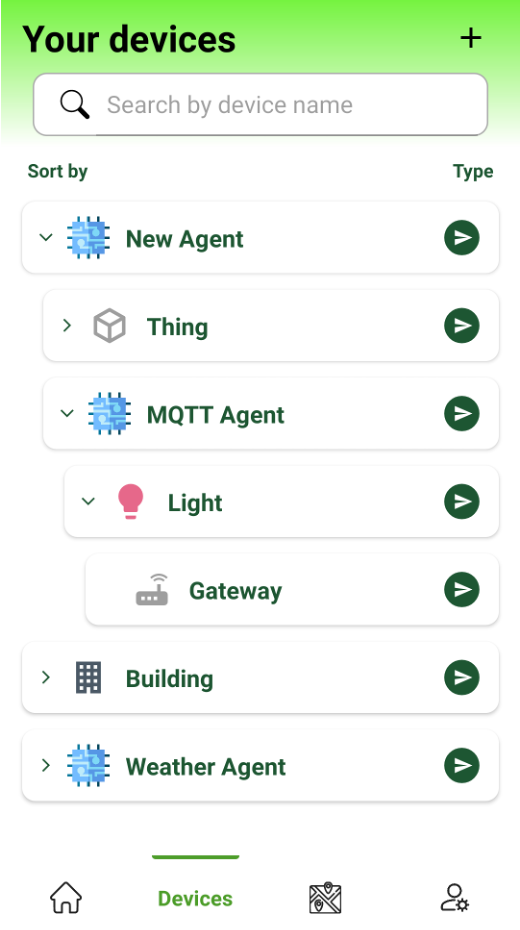 Your devices
Search by device name
Sort by Type
New Agent
Thing
MQTT Agent
Light
Gateway
Building
Weather Agent
Devices